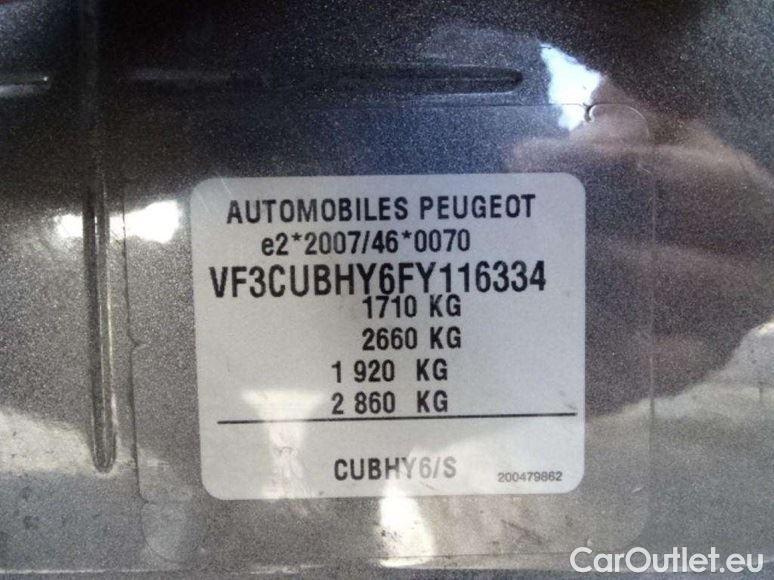 AUTOMOBILES PEUGEOT
e2*2007/46*0070
VF3CUBHY6FY116334
1710 KG
2660 KG
1 920 KG
2 860 KG
CUBHY6/S
200479862
CarOutlet.eu